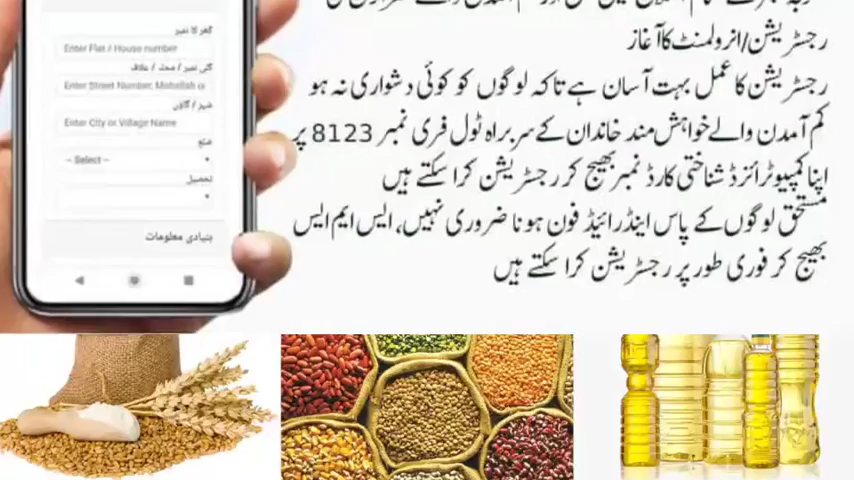 رجسٹریشن/انرولمنٹ کا آغاز
رجسٹریشن کا عمل بہت آسان ہے تاکہ لوگوں کو کوئی دشواری نہ ہو
کم آمدن والے خواہش مند خاندان کے سربراہ ٹول فری نمبر 8123 پر
اپنا کمپیوٹرائزڈ شناختی کارڈ نمبر بھیج کر رجسٹریشن کرا سکتے ہیں
مستحق لوگوں کے پاس اینڈرائیڈ فون ہونا ضروری نہیں، ایس ایم ایس
بھیج کر فوری طور پر رجسٹریشن کرا سکتے ہیں
گھر کا نمبر
Enter Flat / House number
گلی نمبر / محلہ / علاقہ
Enter Street Number, Mohallah o
شہر / گاؤں
Enter City or Village Name
ضلع
-- Select --
تحصیل
بنیادی معلومات